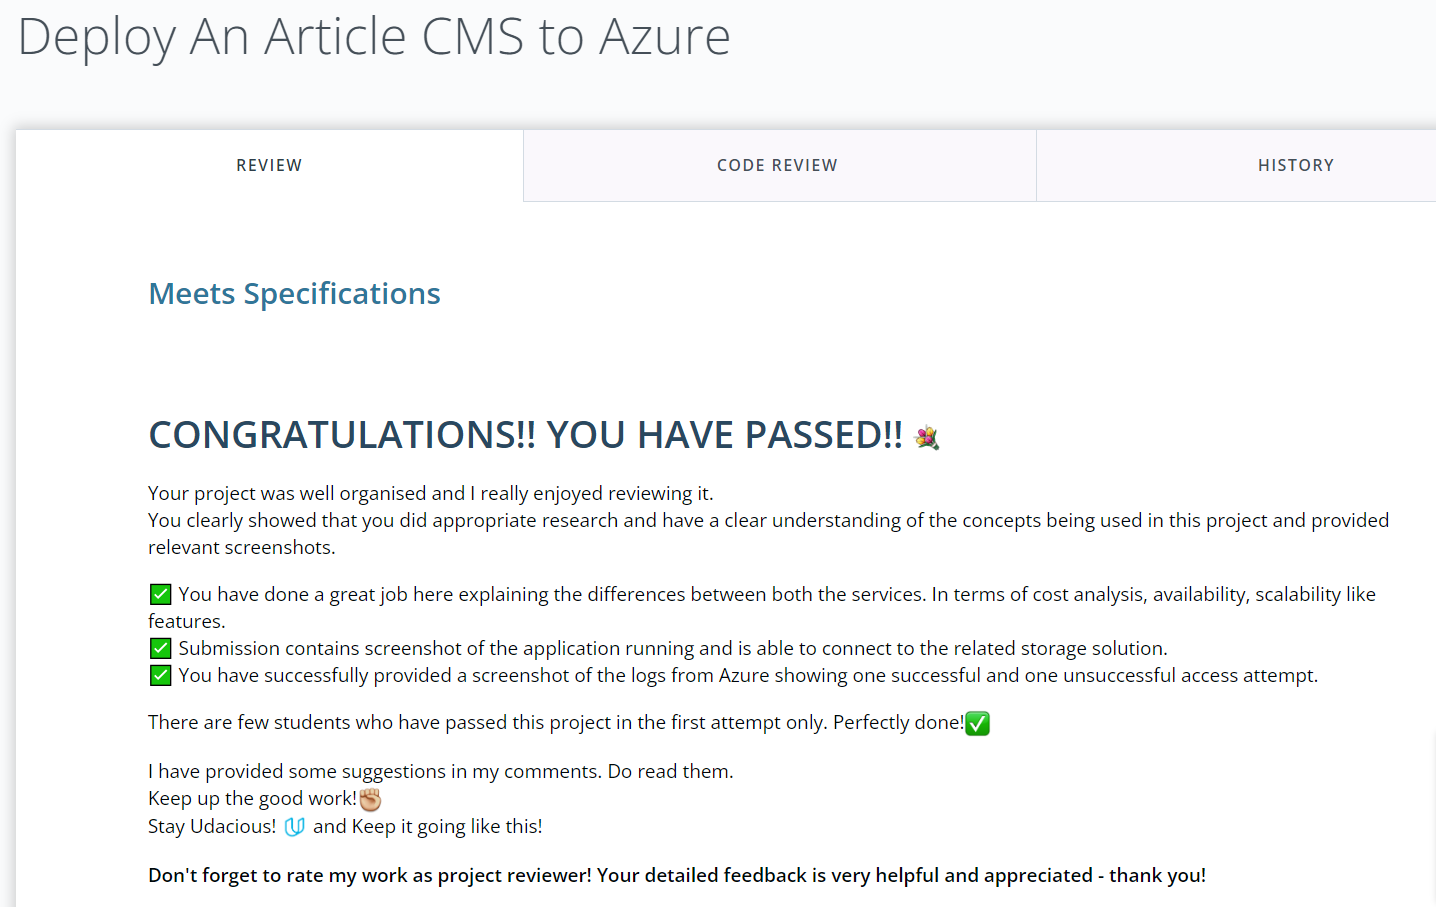 Deploy An Article CMS to Azure
REVIEW
CODE REVIEW
HISTORY
Meets Specifications
CONGRATULATIONS!! YOU HAVE PASSED!! 💐
Your project was well organised and I really enjoyed reviewing it.
You clearly showed that you did appropriate research and have a clear understanding of the concepts being used in this project and provided
relevant screenshots.
✅ You have done a great job here explaining the differences between both the services. In terms of cost analysis, availability, scalability like
features.
✅ Submission contains screenshot of the application running and is able to connect to the related storage solution.
✅ You have successfully provided a screenshot of the logs from Azure showing one successful and one unsuccessful access attempt.
There are few students who have passed this project in the first attempt only. Perfectly done!✅
I have provided some suggestions in my comments. Do read them.
Keep up the good work!✊🏼
Stay Udacious! and Keep it going like this!
Don't forget to rate my work as project reviewer! Your detailed feedback is very helpful and appreciated - thank you!